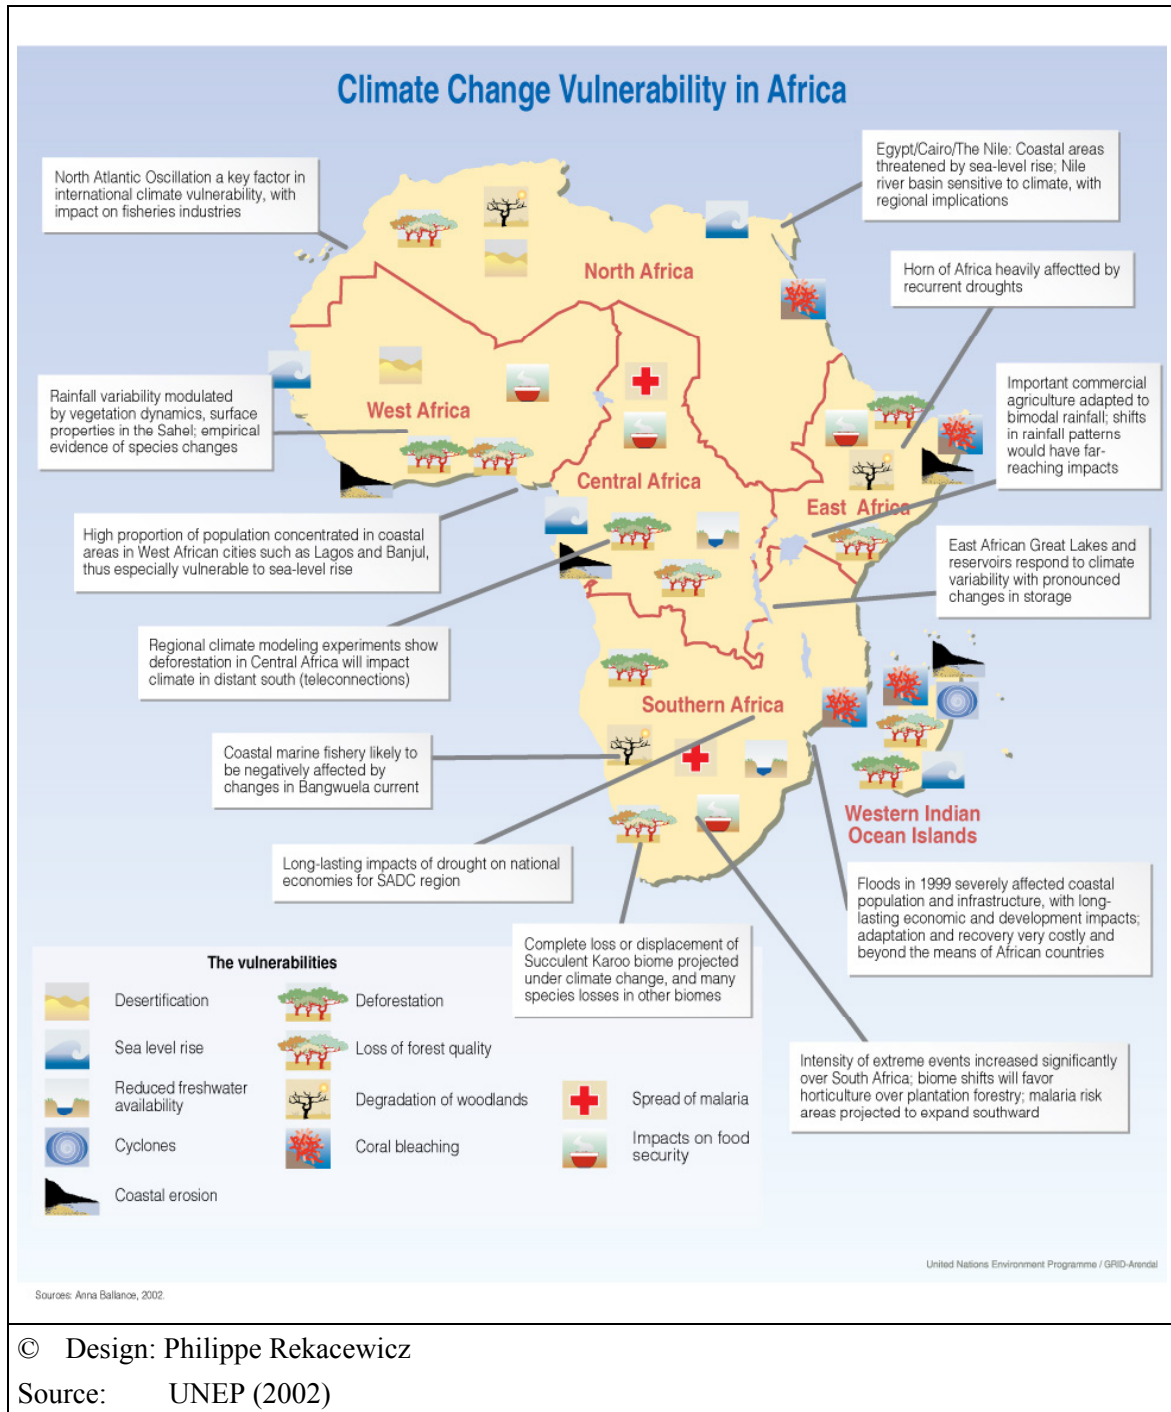 Climate Change Vulnerability in Africa
North Atlantic Oscillation a key factor in
international climate vulnerability, with
impact on fisheries industries
Egypt/Cairo/The Nile: Coastal areas
threatened by sea-level rise; Nile
river basin sensitive to climate, with
regional implications
North Africa
Horn of Africa heavily affectted by
recurrent droughts
Rainfall variability modulated
by vegetation dynamics, surface
properties in the Sahel; empirical
evidence of species changes
West Africa
Important commercial
agriculture adapted to
bimodal rainfall; shifts
in rainfall patterns
would have far-
reaching impacts
Central Africa
East Africa
High proportion of population concentrated in coastal
areas in West African cities such as Lagos and Banjul,
thus especially vulnerable to sea-level rise
East African Great Lakes and
reservoirs respond to climate
variability with pronounced
changes in storage
Regional climate modeling experiments show
deforestation in Central Africa will impact
climate in distant south (teleconnections)
Southern Africa
Coastal marine fishery likely to
be negatively affected by
changes in Bangwuela current
Western Indian
Ocean Islands
Long-lasting impacts of drought on national
economies for SADC region
Floods in 1999 severely affected coastal
population and infrastructure, with long-
lasting economic and development impacts;
adaptation and recovery very costly and
beyond the means of African countries
Complete loss or displacement of
Succulent Karoo biome projected
under climate change, and many
species losses in other biomes
Intensity of extreme events increased significantly
over South Africa; biome shifts will favor
horticulture over plantation forestry; malaria risk
areas projected to expand southward
The vulnerabilities
Desertification
Sea level rise
Reduced freshwater
availability
Cyclones
Coastal erosion
Deforestation
Loss of forest quality
Degradation of woodlands
Coral bleaching
Spread of malaria
Impacts on food
security
United Nations Environment Programme / GRID-Arendal
Sources: Anna Ballance, 2002.
© Design: Philippe Rekacewicz
Source: UNEP (2002)